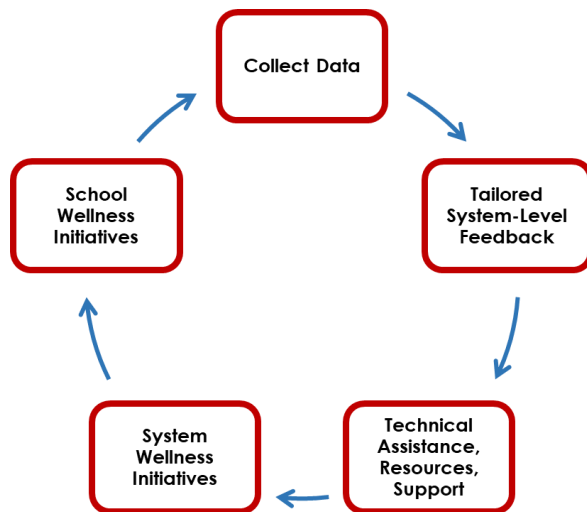 Collect Data
Tailored
System-Level
Feedback
Technical
Assistance,
Resources,
Support
System
Wellness
Initiatives
School
Wellness
Initiatives